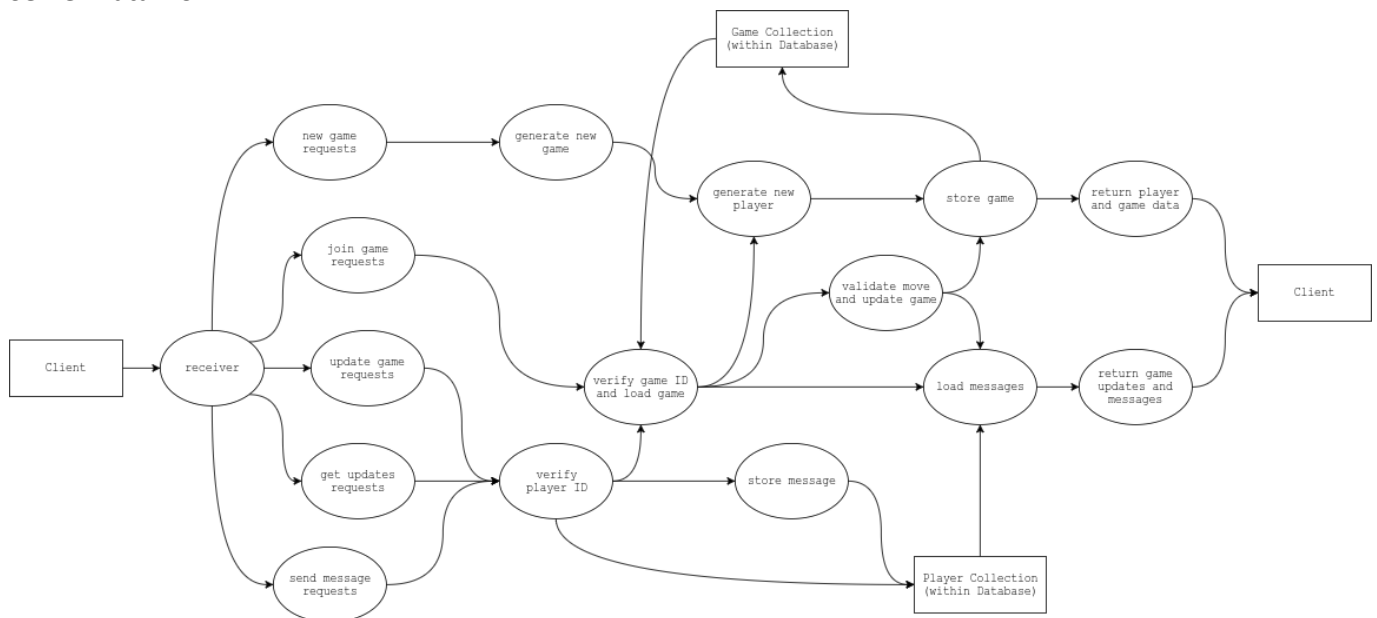 Game Collection
(within Database)
new game
requests
generate new
game
generate new
player
store game
return player
and game data
join game
requests
validate move
and update game
Client
Client
receiver
update game
requests
verify game ID
and load game
load messages
return game
updates and
messages
get updates
requests
verify
player ID
store message
send message
requests
Player Collection
(within Database)